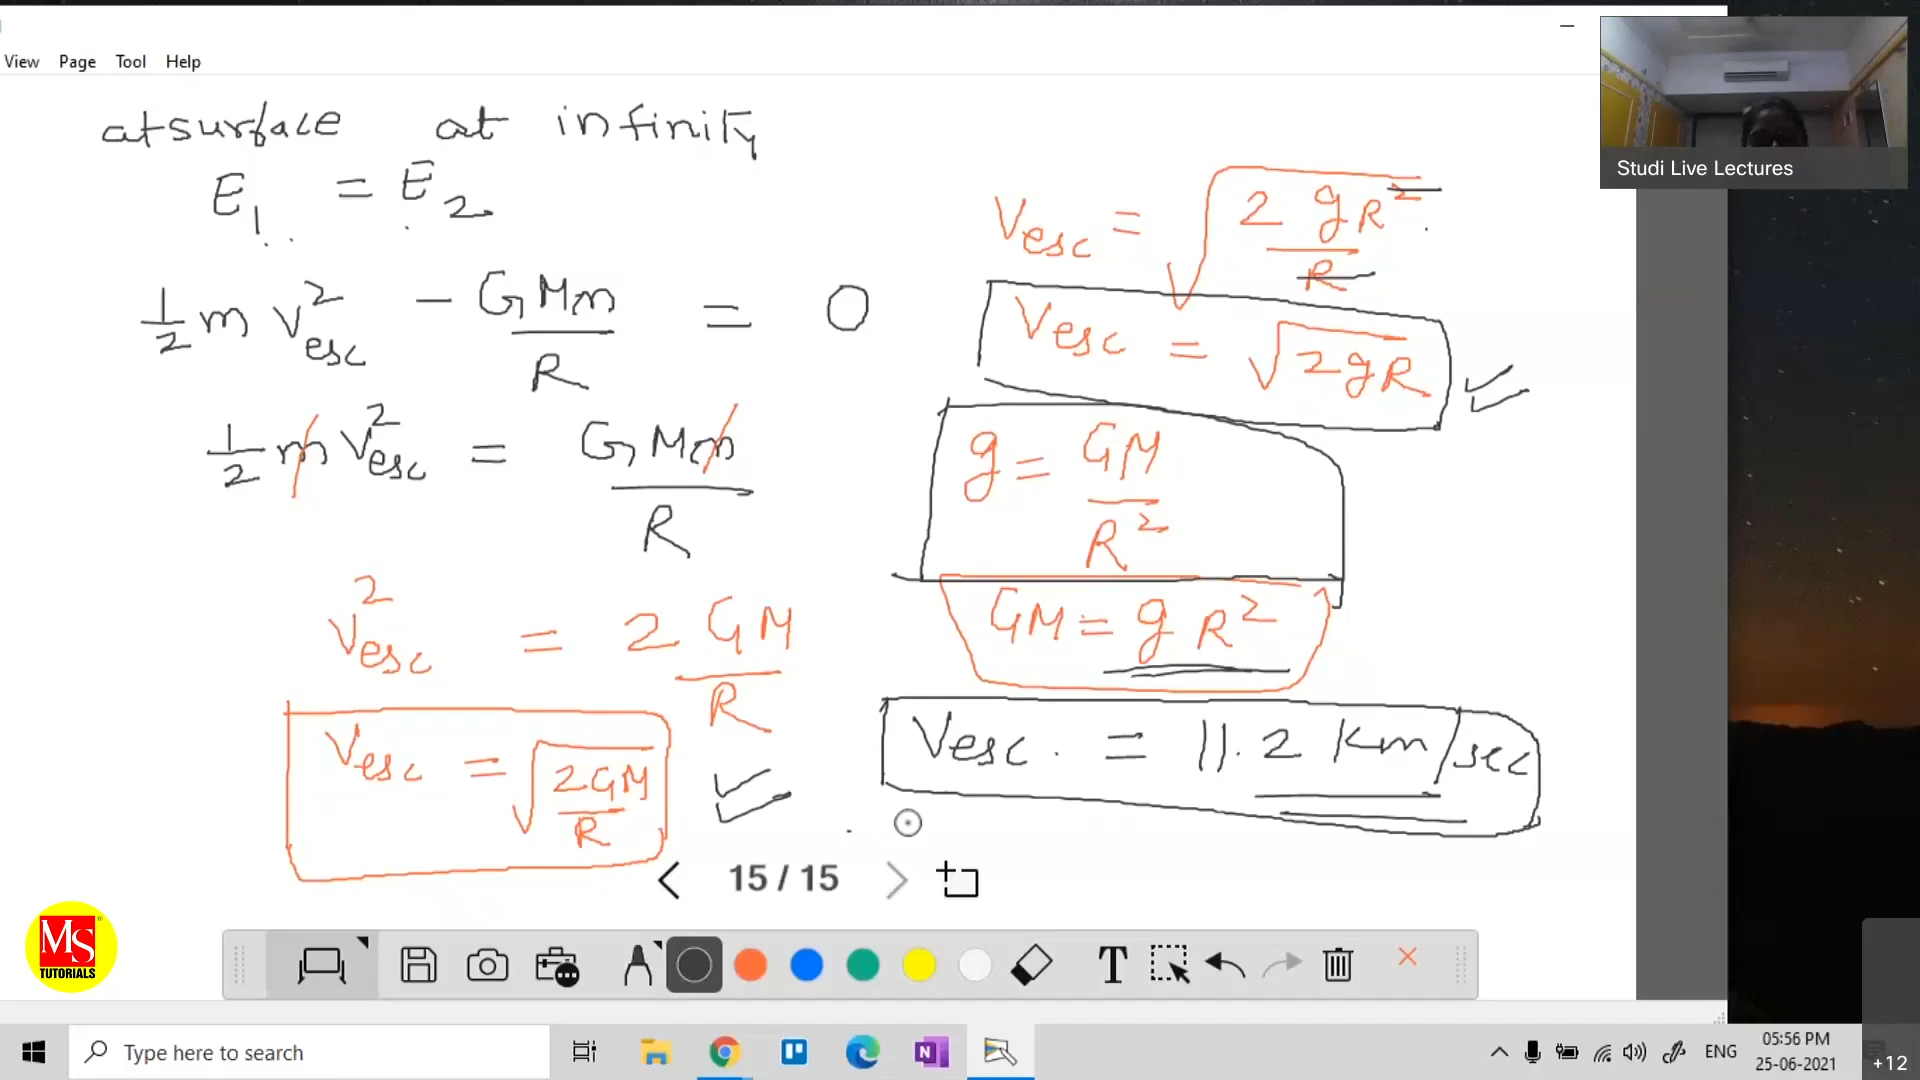 View Page Tool Help
Studi Live Lectures
at surface at infinity
E₁ = E₂
1/2 m v²esc - GMm/R = 0
1/2 m v²esc = GMm/R
v²esc = 2GM/R
Vesc = √(2GM/R)
Vesc = √(2gR²/R)
Vesc = √2gR
g = GM/R²
GM = gR²
Vesc. = 11.2 Km/sec
15 / 15
MS
TUTORIALS
T
Type here to search
N
ENG
05:56 PM
25-06-2021
+12